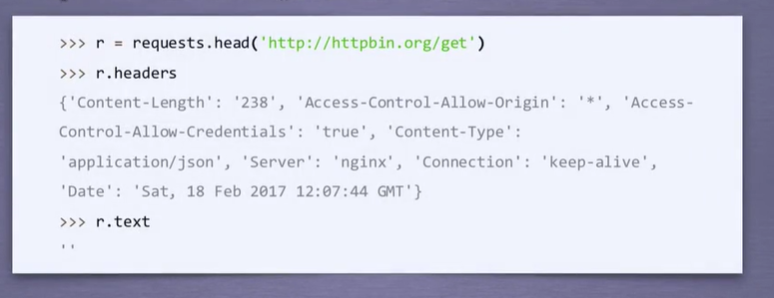 >>> r = requests.head('http://httpbin.org/get')
>>> r.headers
{'Content-Length': '238', 'Access-Control-Allow-Origin': '*', 'Access-
Control-Allow-Credentials': 'true', 'Content-Type':
'application/json', 'Server': 'nginx', 'Connection': 'keep-alive',
'Date': 'Sat, 18 Feb 2017 12:07:44 GMT'}
>>> r.text
''